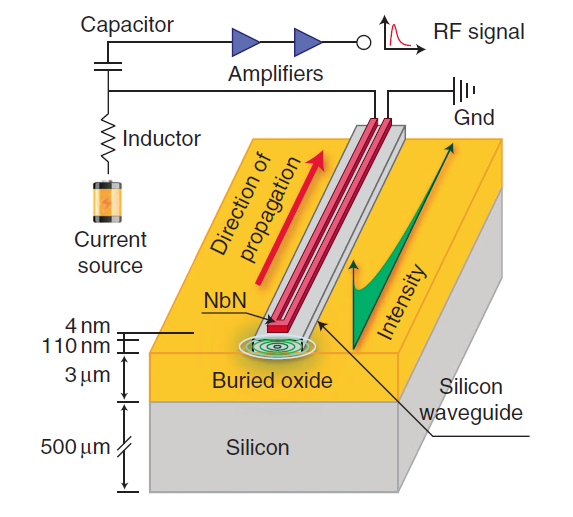 Capacitor
RF signal
Amplifiers
Gnd
Inductor
Direction of
propagation
Current
source
NbN
Intensity
4 nm
110 nm
3 μm
Buried oxide
Silicon
waveguide
500 μm
Silicon